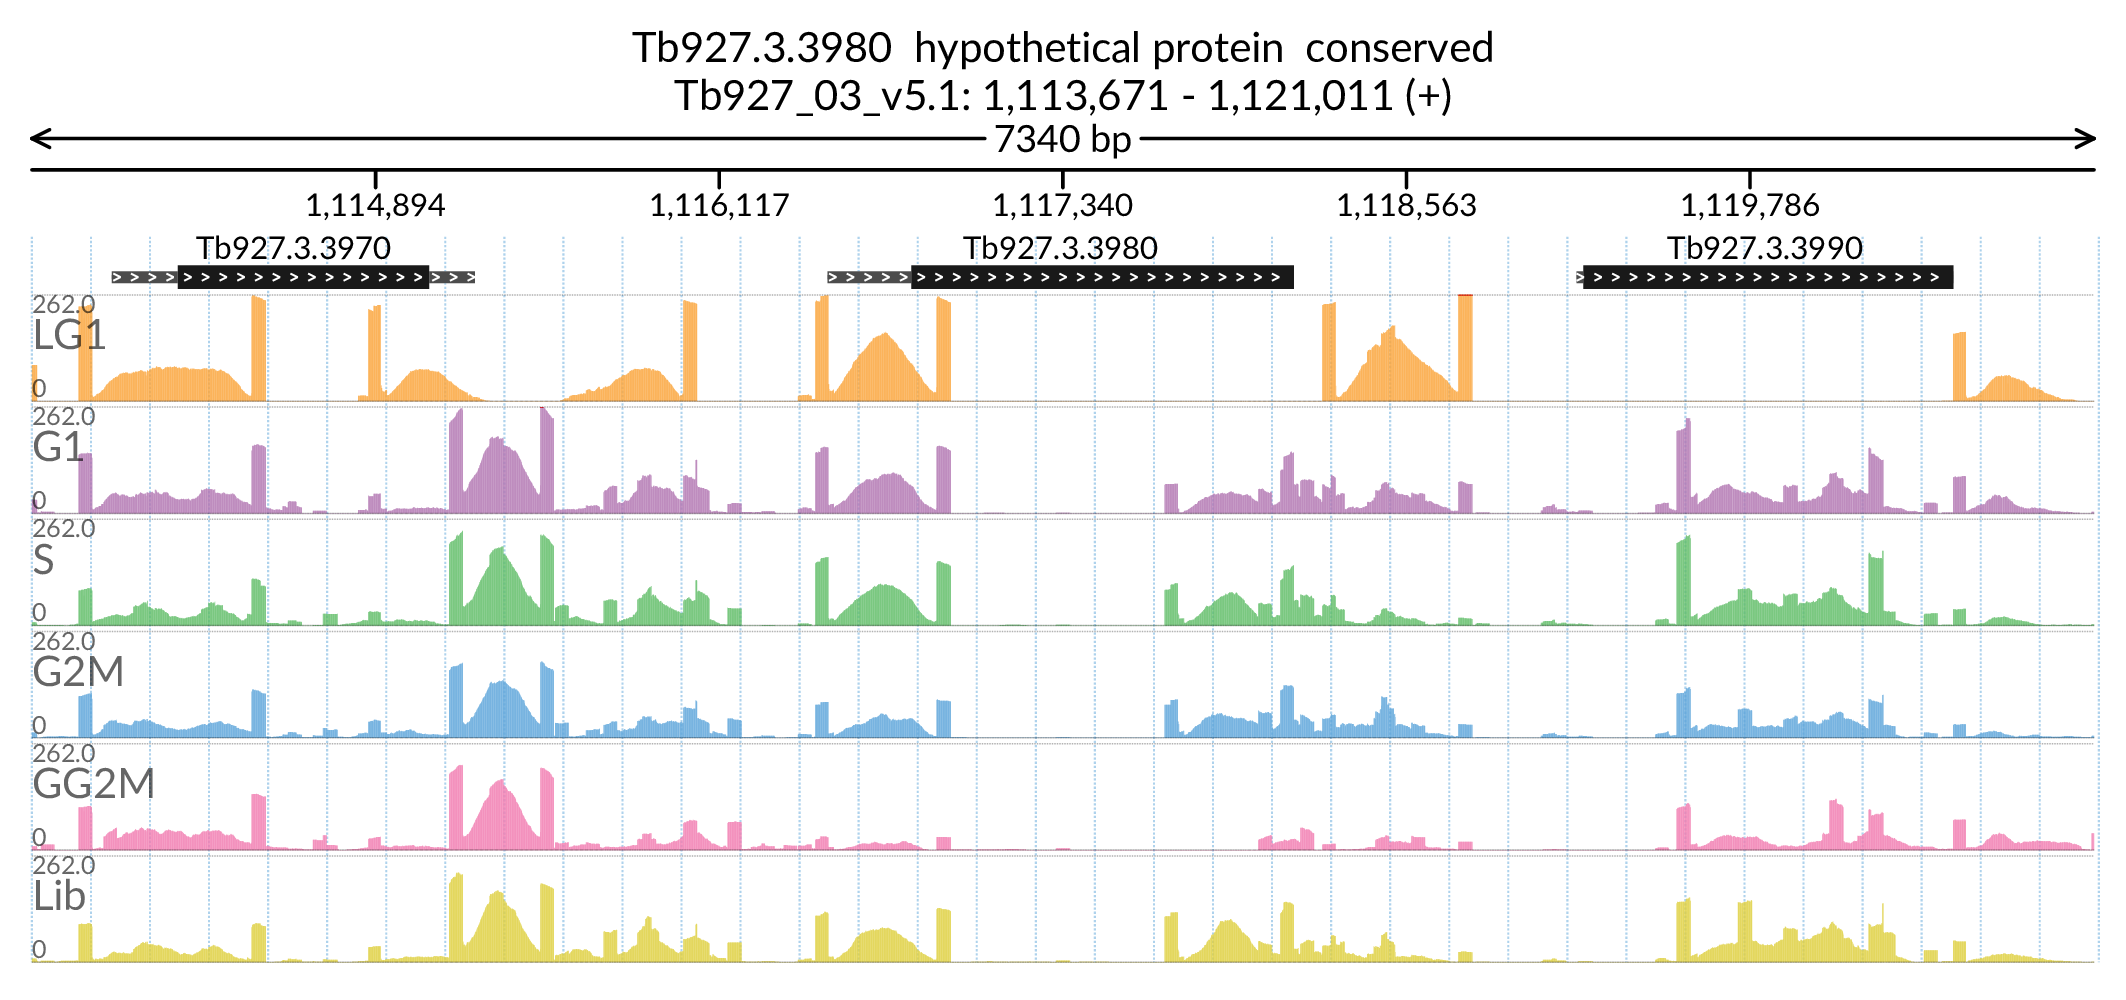 Tb927.3.3980  hypothetical protein  conserved
Tb927_03_v5.1: 1,113,671 - 1,121,011 (+)
7340 bp
1,114,894 1,116,117 1,117,340 1,118,563 1,119,786
Tb927.3.3970 Tb927.3.3980 Tb927.3.3990
262.0
LG1
0
262.0
G1
0
262.0
S
0
262.0
G2M
0
262.0
GG2M
0
262.0
Lib
0